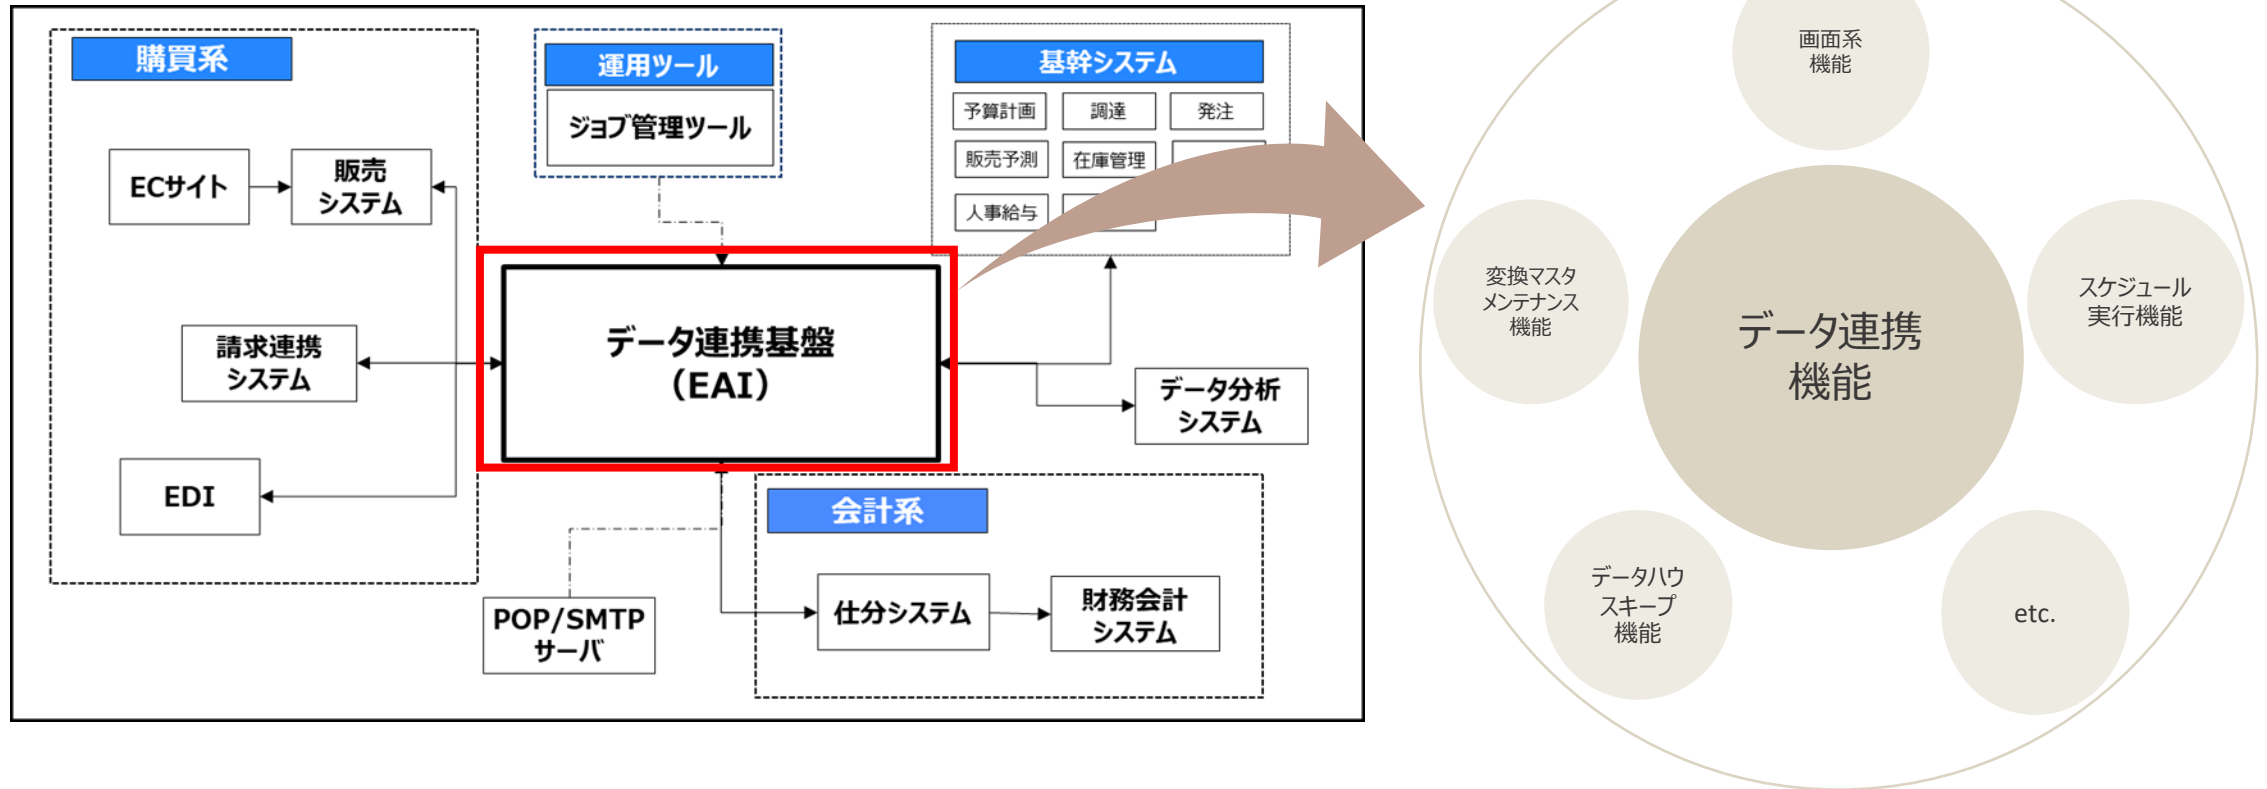 購買系
ECサイト
販売
システム
請求連携
システム
EDI
運用ツール
ジョブ管理ツール
基幹システム
予算計画
調達
発注
販売予測
在庫管理
人事給与
データ連携基盤
（EAI）
データ分析
システム
POP/SMTP
サーバ
会計系
仕分システム
財務会計
システム
画面系
機能
変換マスタ
メンテナンス
機能
データ連携
機能
スケジュール
実行機能
データハウ
スキープ
機能
etc.